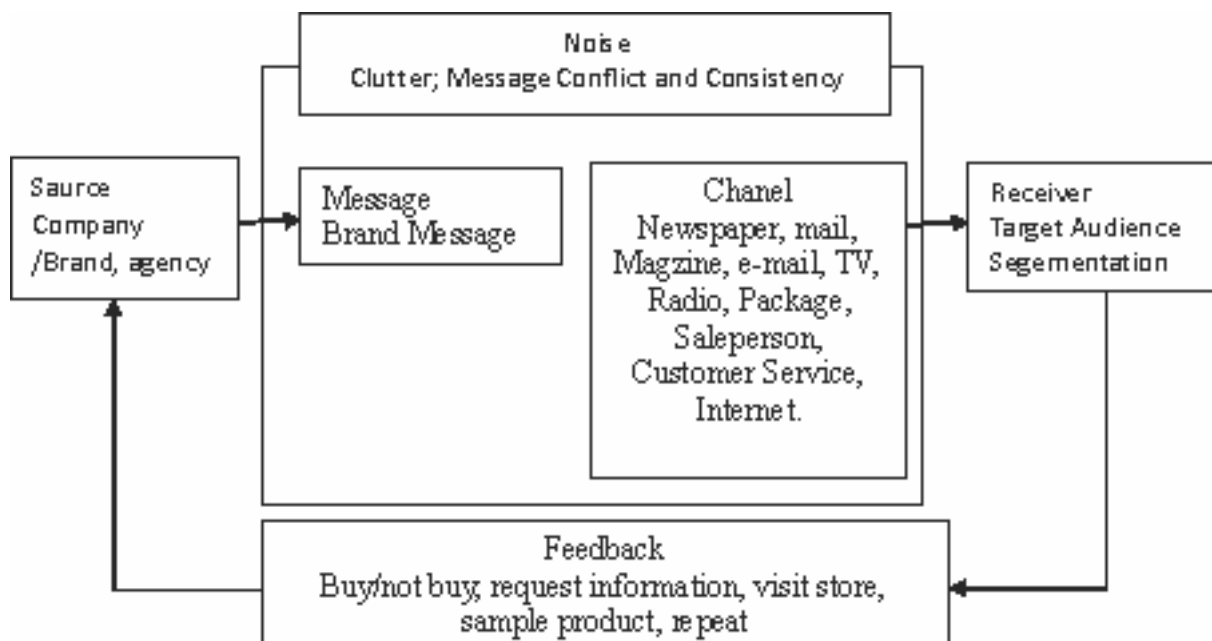 Noise
Clutter; Message Conflict and Consistency
Saurce
Company
/Brand, agency
Message
Brand Message
Chanel
Newspaper, mail,
Magzine, e-mail, TV,
Radio, Package,
Saleperson,
Customer Service,
Internet.
Receiver
Target Audience
Segementation
Feedback
Buy/not buy, request information, visit store,
sample product, repeat